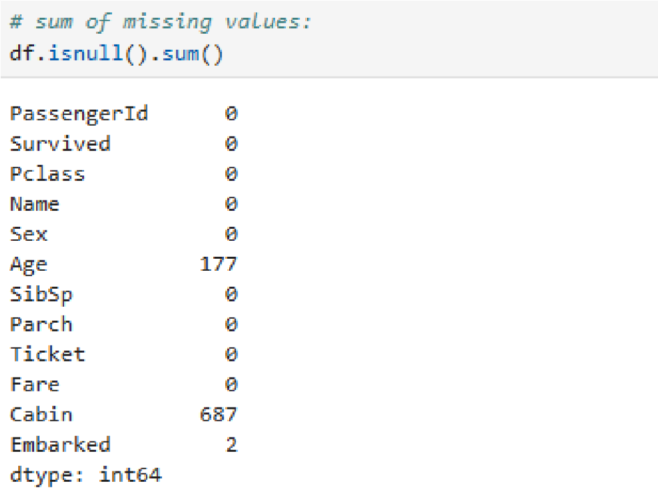 # sum of missing values:
df.isnull().sum()
PassengerId 0
Survived 0
Pclass 0
Name 0
Sex 0
Age 177
SibSp 0
Parch 0
Ticket 0
Fare 0
Cabin 687
Embarked 2
dtype: int64